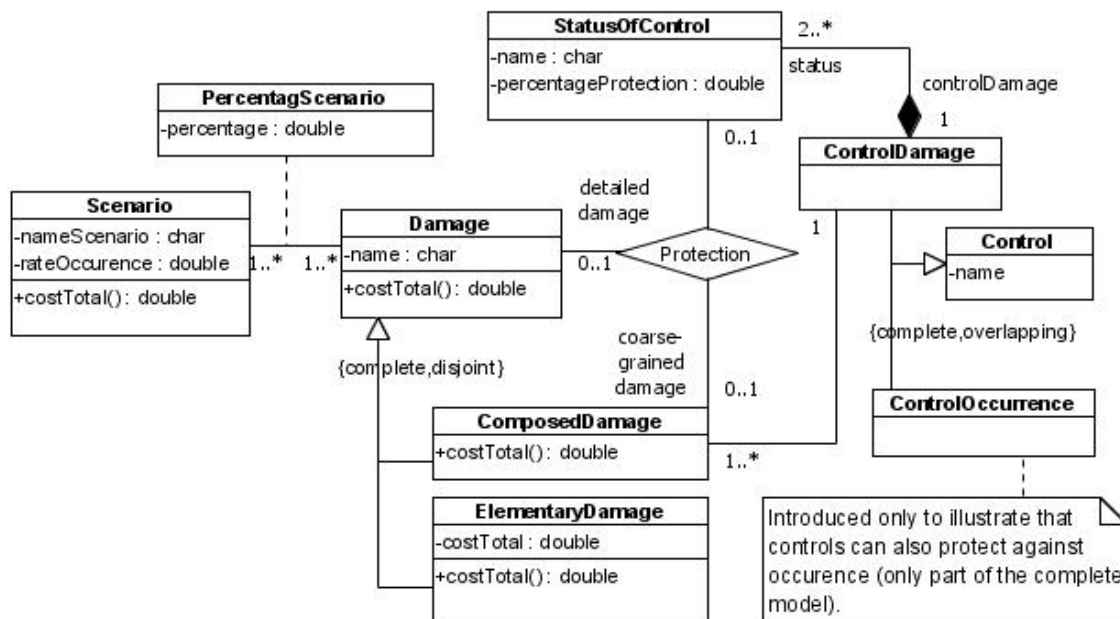 StatusOfControl
-name : char
-percentageProtection : double
2..*
status
controlDamage
1
0..1
PercentagScenario
-percentage : double
ControlDamage
1
Scenario
-nameScenario : char
-rateOccurence : double
+costTotal() : double
1..*
1..*
Damage
-name : char
+costTotal() : double
detailed
damage
0..1
Protection
Control
-name
{complete,overlapping}
{complete,disjoint}
coarse-
grained
damage
0..1
ControlOccurrence
ComposedDamage
+costTotal() : double
1..*
ElementaryDamage
-costTotal : double
+costTotal() : double
Introduced only to illustrate that
controls can also protect against
occurence (only part of the complete
model).